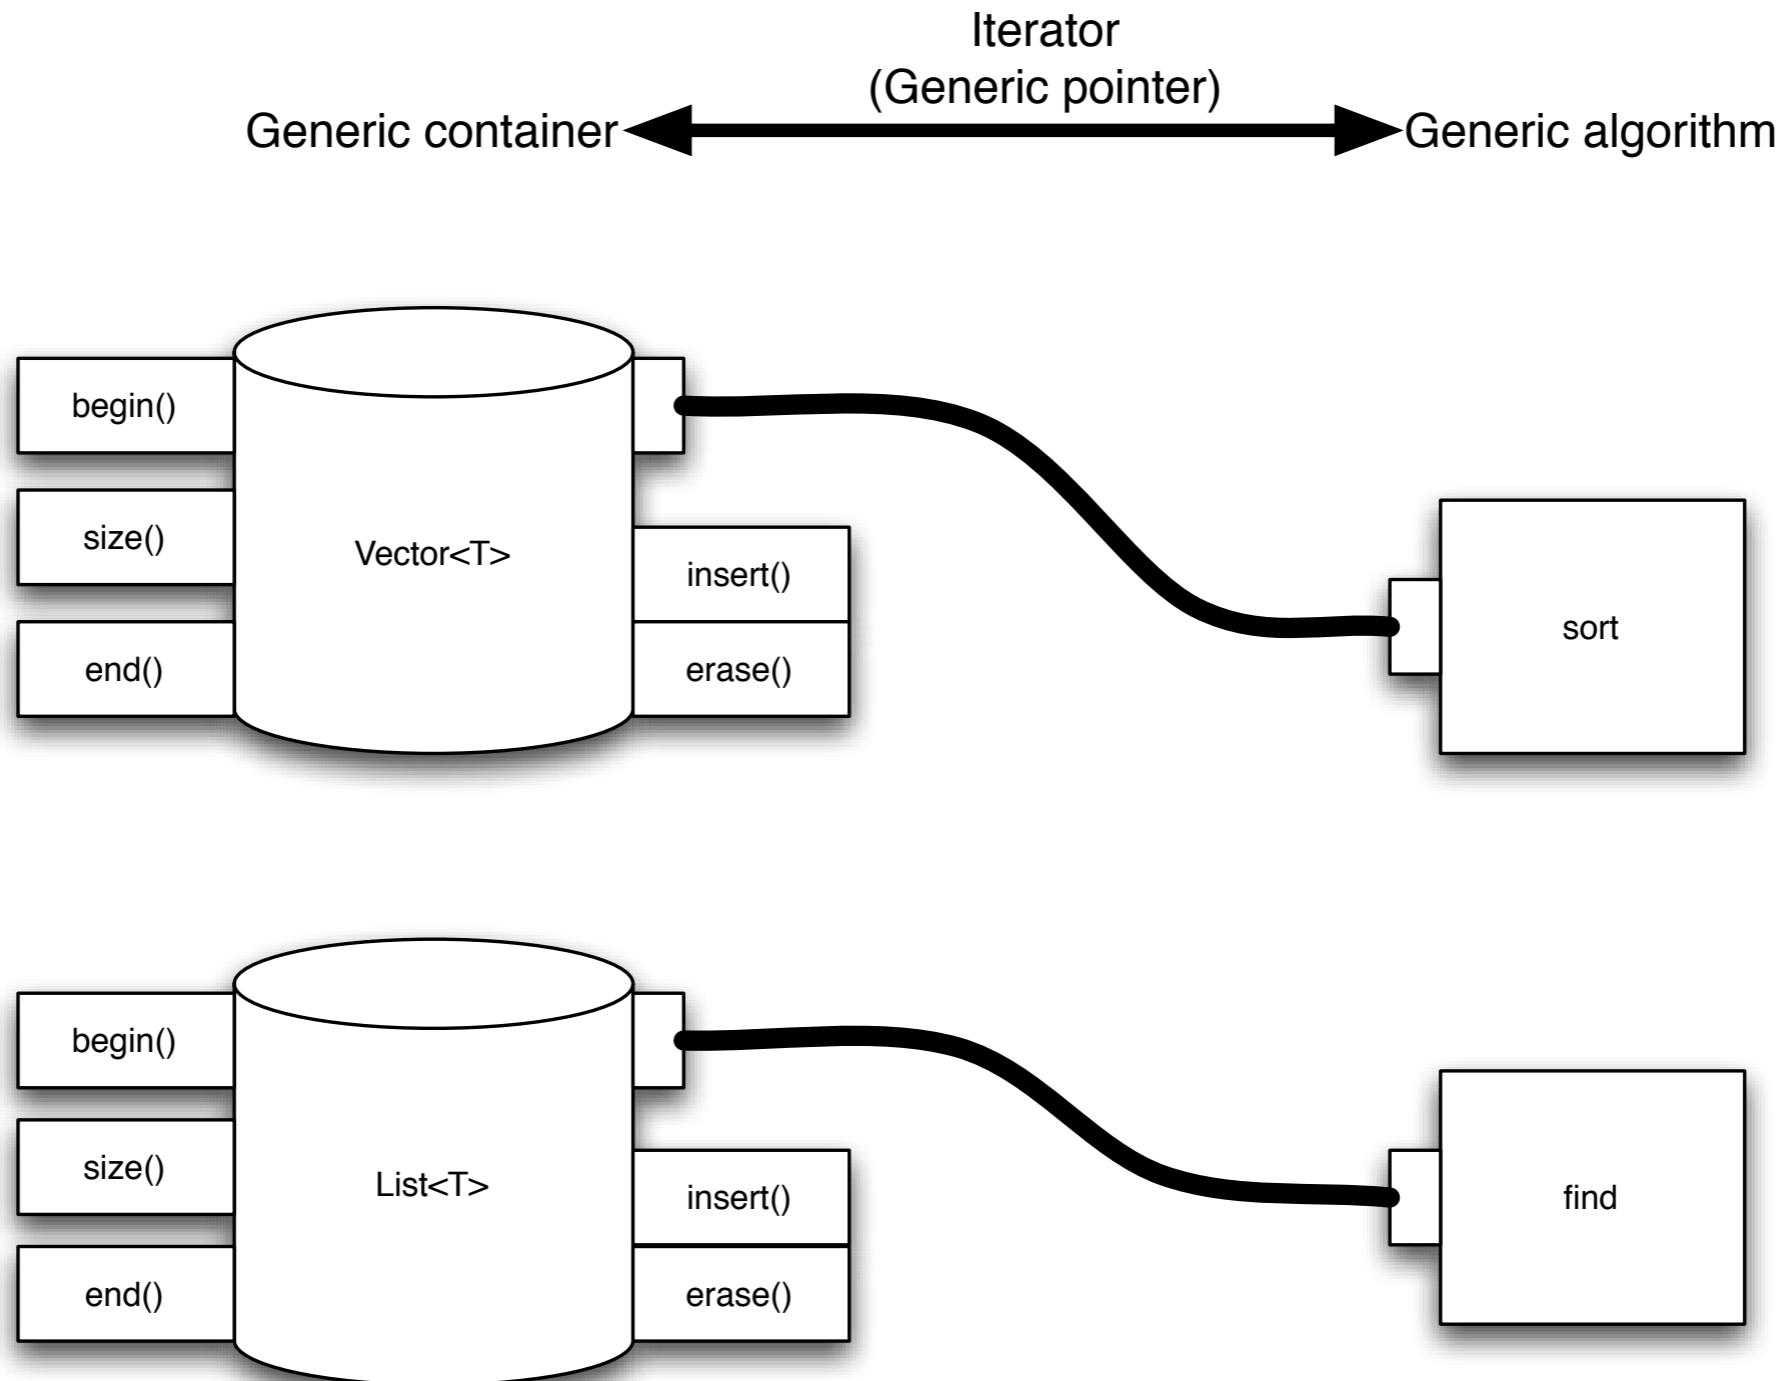 Iterator
(Generic pointer)
Generic container
Generic algorithm
begin()
size()
end()
Vector<T>
insert()
erase()
sort
begin()
size()
end()
List<T>
insert()
erase()
find